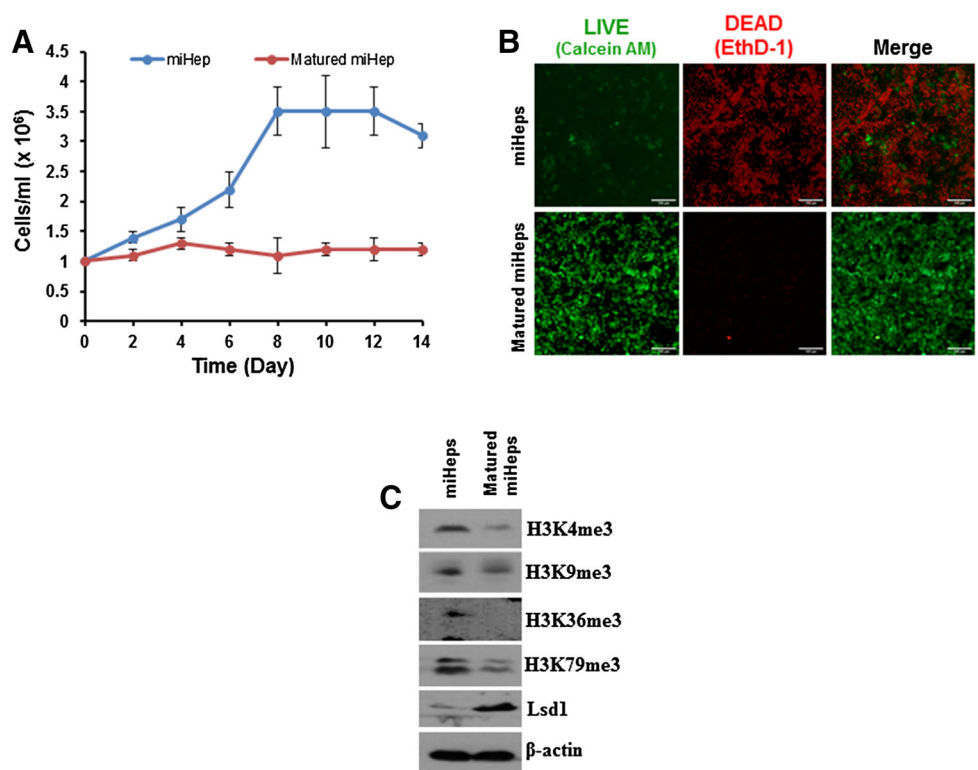 A
4.5
4
3.5
3
2.5
2
1.5
1
0.5
0
Cells/ml (x 10⁶)
miHep
Matured miHep
0 2 4 6 8 10 12 14
Time (Day)
B
LIVE
(Calcein AM)
DEAD
(EthD-1)
Merge
miHeps
Matured miHeps
C
miHeps
Matured
miHeps
H3K4me3
H3K9me3
H3K36me3
H3K79me3
Lsd1
β-actin